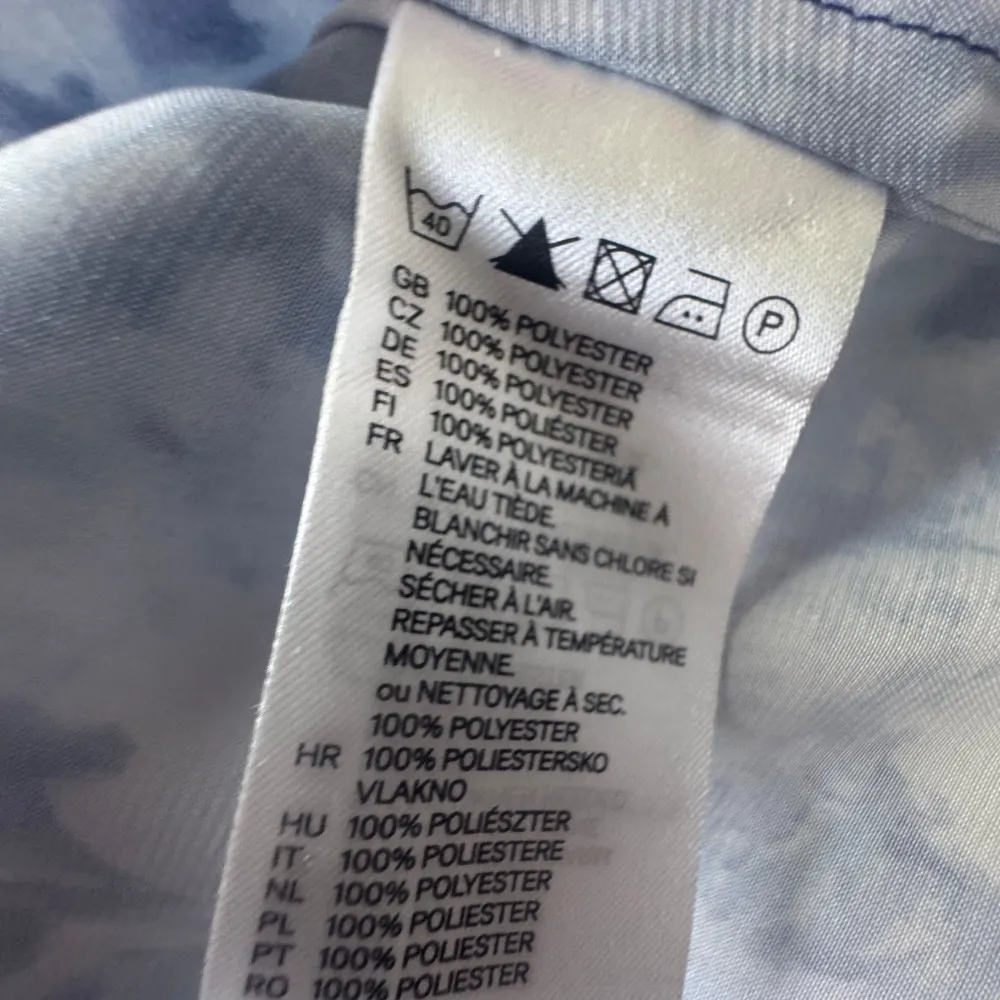 40 P
GB 100% POLYESTER
CZ 100% POLYESTER
DE 100% POLYESTER
ES 100% POLIÉSTER
FI 100% POLYESTERIÄ
FR LAVER À LA MACHINE À
L'EAU TIÈDE.
BLANCHIR SANS CHLORE SI
NÉCESSAIRE.
SÉCHER À L'AIR.
REPASSER À TEMPÉRATURE
MOYENNE.
ou NETTOYAGE À SEC.
100% POLYESTER
HR 100% POLIESTERSKO
VLAKNO
HU 100% POLIÉSZTER
IT 100% POLIESTERE
NL 100% POLYESTER
PL 100% POLIESTER
PT 100% POLIESTER
RO 100% POLIESTER